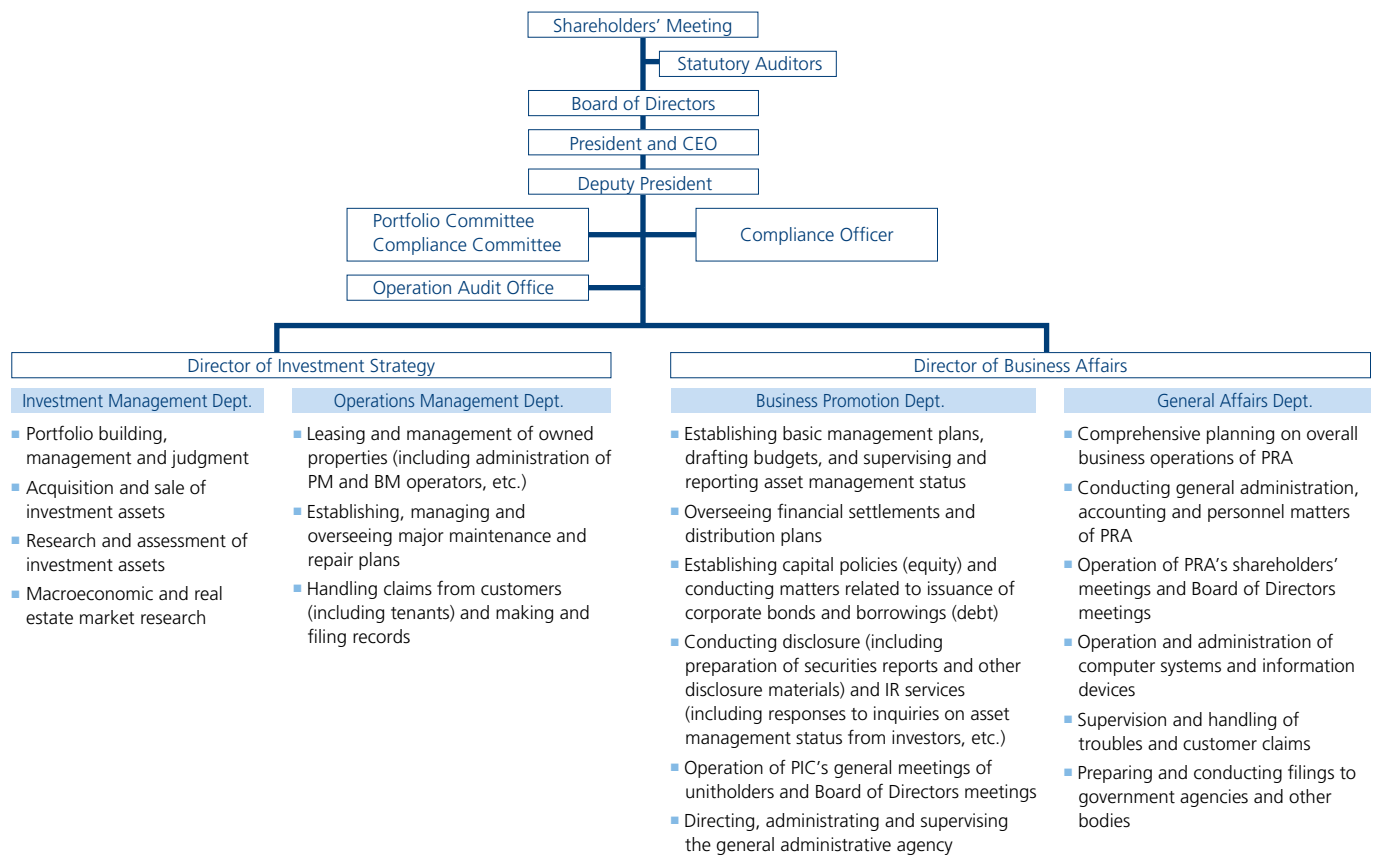 Shareholders’ Meeting
Statutory Auditors
Board of Directors
President and CEO
Deputy President
Portfolio Committee
Compliance Committee
Compliance Officer
Operation Audit Office
Director of Investment Strategy
Director of Business Affairs
Investment Management Dept.
■ Portfolio building,
management and judgment
■ Acquisition and sale of
investment assets
■ Research and assessment of
investment assets
■ Macroeconomic and real
estate market research
Operations Management Dept.
■ Leasing and management of owned
properties (including administration of
PM and BM operators, etc.)
■ Establishing, managing and
overseeing major maintenance and
repair plans
■ Handling claims from customers
(including tenants) and making and
filing records
Business Promotion Dept.
■ Establishing basic management plans,
drafting budgets, and supervising and
reporting asset management status
■ Overseeing financial settlements and
distribution plans
■ Establishing capital policies (equity) and
conducting matters related to issuance of
corporate bonds and borrowings (debt)
■ Conducting disclosure (including
preparation of securities reports and other
disclosure materials) and IR services
(including responses to inquiries on asset
management status from investors, etc.)
■ Operation of PIC’s general meetings of
unitholders and Board of Directors meetings
■ Directing, administrating and supervising
the general administrative agency
General Affairs Dept.
■ Comprehensive planning on overall
business operations of PRA
■ Conducting general administration,
accounting and personnel matters
of PRA
■ Operation of PRA’s shareholders’
meetings and Board of Directors
meetings
■ Operation and administration of
computer systems and information
devices
■ Supervision and handling of
troubles and customer claims
■ Preparing and conducting filings to
government agencies and other
bodies